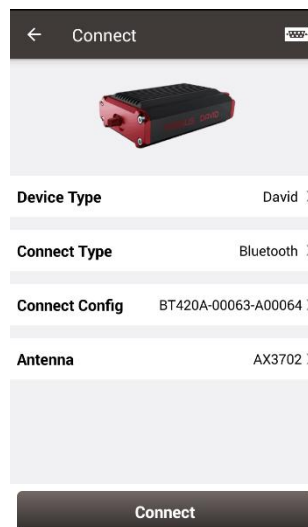 Connect
Device Type David
Connect Type Bluetooth
Connect Config BT420A-00063-A00064
Antenna AX3702
Connect